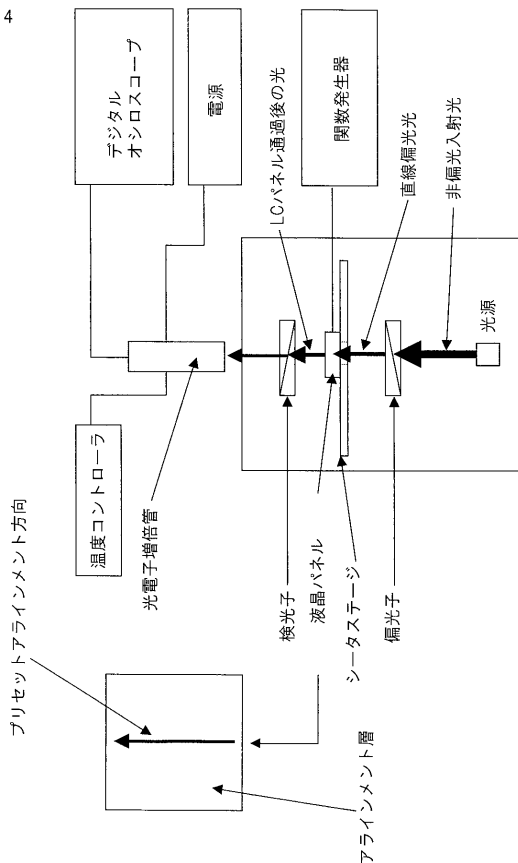 4
デジタル
オシロスコープ
電源
関数発生器
LCパネル通過後の光
直線偏光光
非偏光入射光
光源
温度コントローラ
光電子増倍管
検光子
液晶パネル
シータステージ
偏光子
プリセットアラインメント方向
アラインメント層